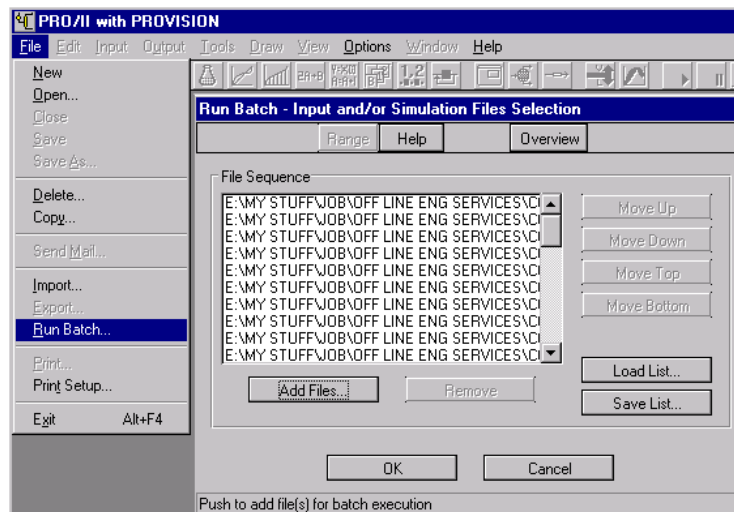 PRO/II with PROVISION
File Edit Input Output Tools Draw View Options Window Help
New
Open...
Close
Save
Save As...
Delete...
Copy...
Send Mail...
Import...
Export...
Run Batch...
Print...
Print Setup...
Exit Alt+F4
Run Batch - Input and/or Simulation Files Selection
Range Help Overview
File Sequence
E:\MY STUFF\JOB\OFF LINE ENG SERVICES\C
E:\MY STUFF\JOB\OFF LINE ENG SERVICES\C
E:\MY STUFF\JOB\OFF LINE ENG SERVICES\C
E:\MY STUFF\JOB\OFF LINE ENG SERVICES\C
E:\MY STUFF\JOB\OFF LINE ENG SERVICES\C
E:\MY STUFF\JOB\OFF LINE ENG SERVICES\C
E:\MY STUFF\JOB\OFF LINE ENG SERVICES\C
E:\MY STUFF\JOB\OFF LINE ENG SERVICES\C
E:\MY STUFF\JOB\OFF LINE ENG SERVICES\C
E:\MY STUFF\JOB\OFF LINE ENG SERVICES\C
Move Up
Move Down
Move Top
Move Bottom
Load List...
Save List...
Add Files... Remove
OK Cancel
Push to add file(s) for batch execution